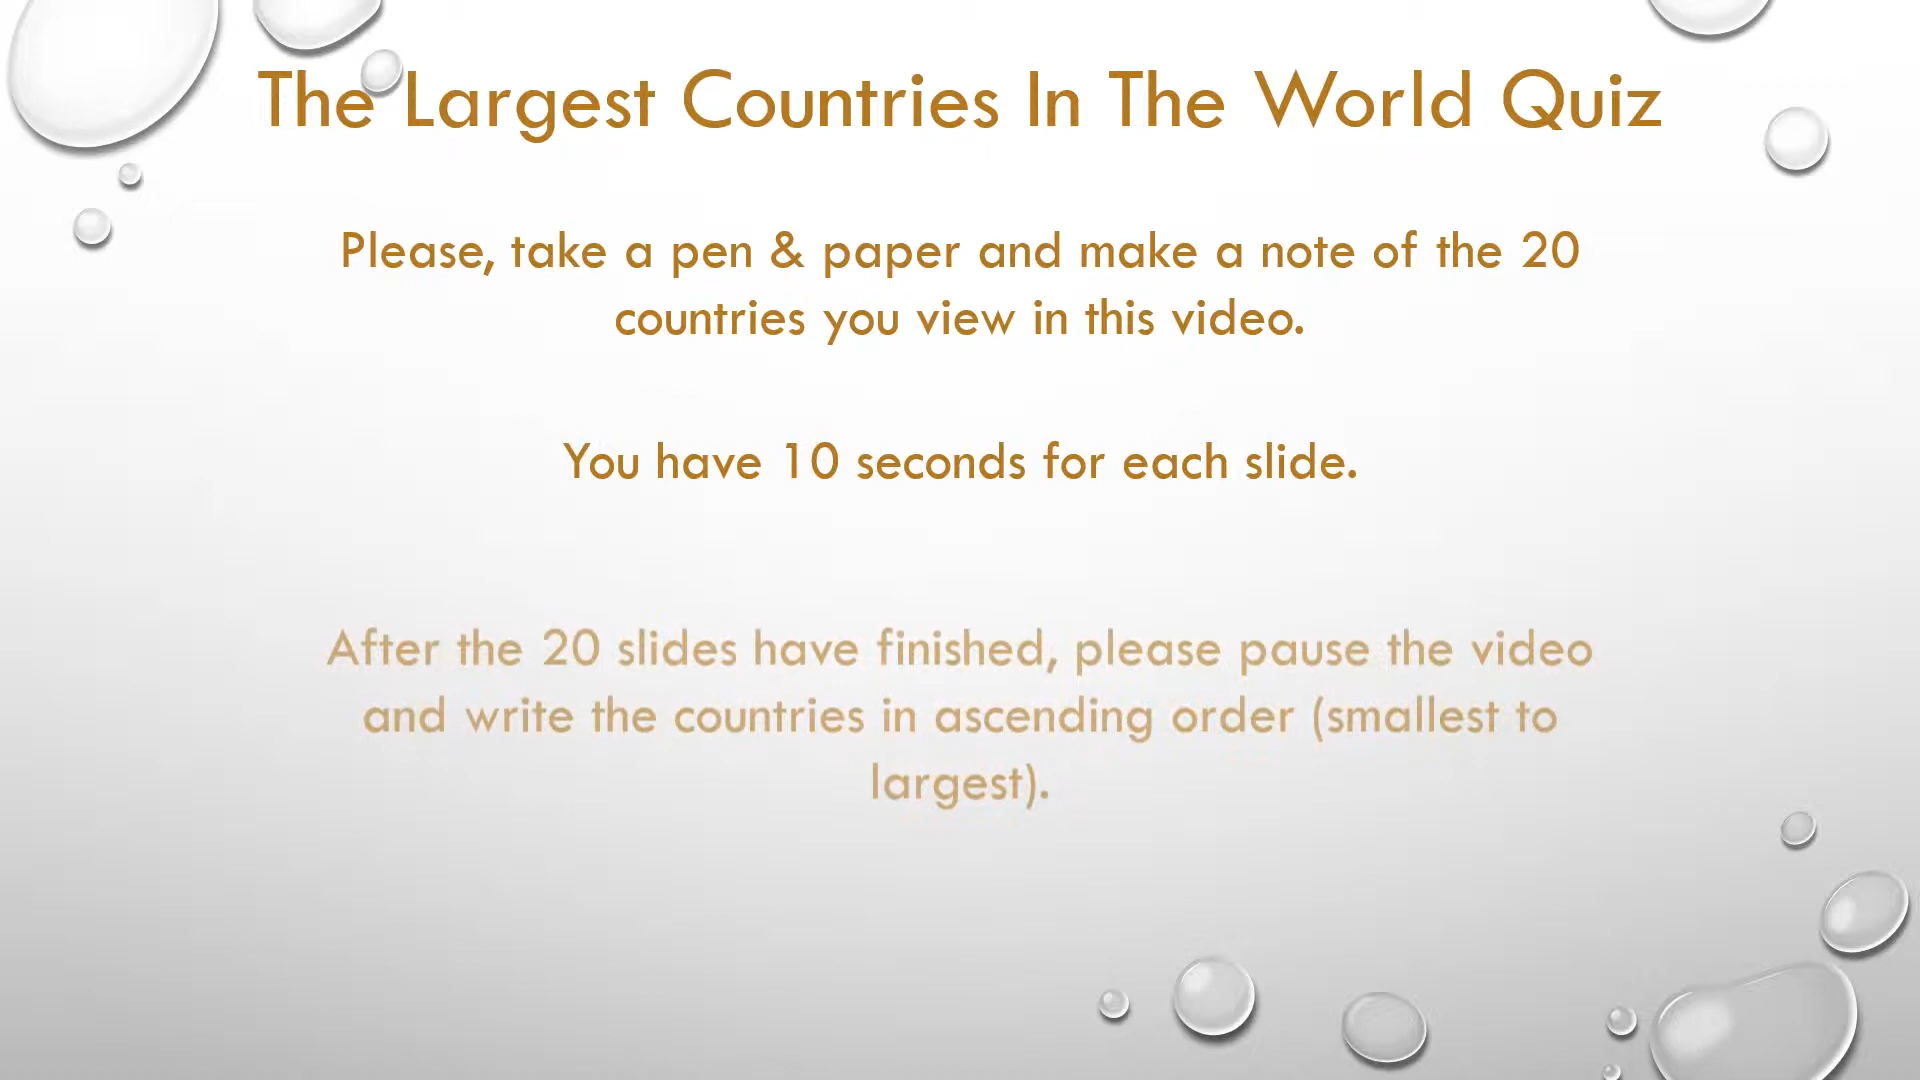 The Largest Countries In The World Quiz
Please, take a pen & paper and make a note of the 20
countries you view in this video.
You have 10 seconds for each slide.
After the 20 slides have finished, please pause the video
and write the countries in ascending order (smallest to
largest).